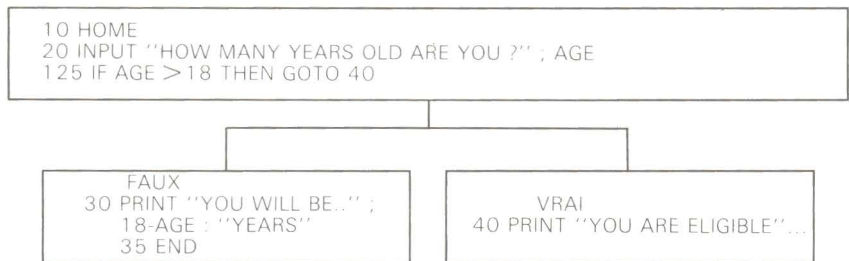 10 HOME
20 INPUT "HOW MANY YEARS OLD ARE YOU ?" ; AGE
125 IF AGE > 18 THEN GOTO 40
FAUX
30 PRINT "YOU WILL BE.." ;
18-AGE : "YEARS"
35 END
VRAI
40 PRINT "YOU ARE ELIGIBLE"...